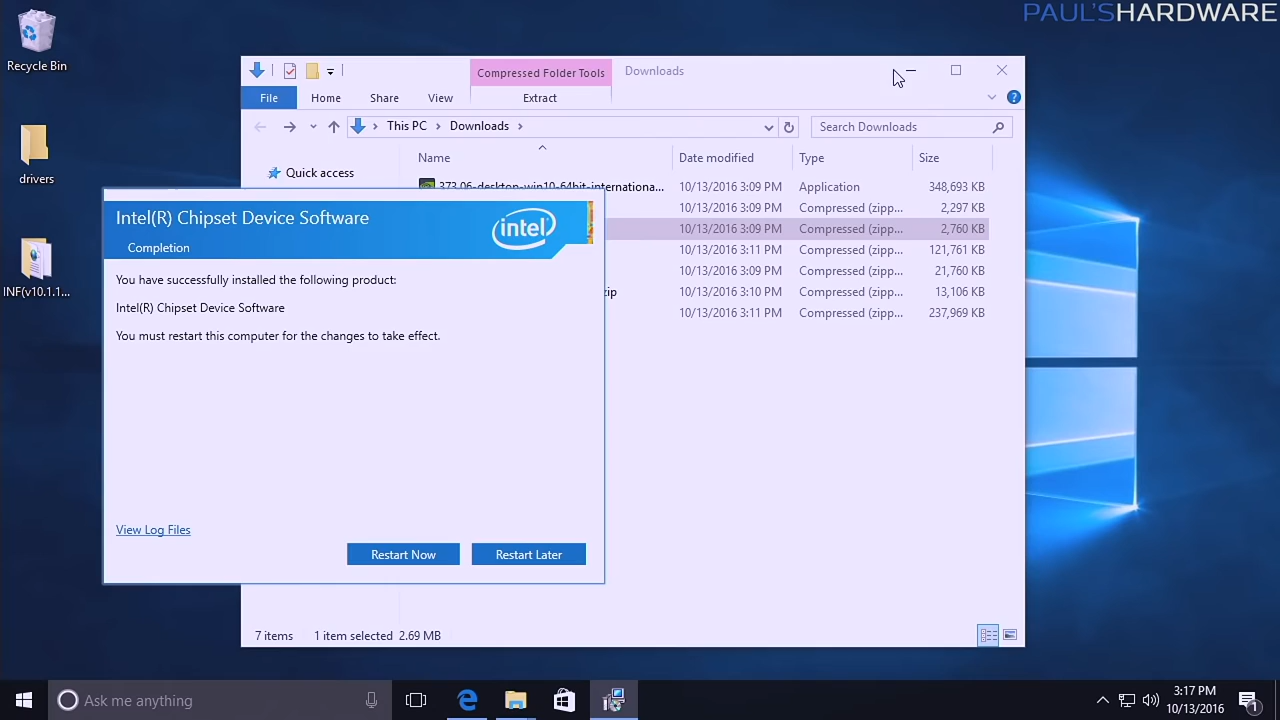 PAUL'SHARDWARE
Recycle Bin
drivers
INF(v10.1.1...
Compressed Folder Tools
Downloads
File
Home
Share
View
Extract
This PC
Downloads
Search Downloads
Name
Date modified
Type
Size
Quick access
373.06-desktop-win10-64bit-internationa...
10/13/2016 3:09 PM
Application
348,693 KB
10/13/2016 3:09 PM
Compressed (zipp...
2,297 KB
10/13/2016 3:09 PM
Compressed (zipp...
2,760 KB
10/13/2016 3:11 PM
Compressed (zipp...
121,761 KB
10/13/2016 3:09 PM
Compressed (zipp...
21,760 KB
zip
10/13/2016 3:10 PM
Compressed (zipp...
13,106 KB
10/13/2016 3:11 PM
Compressed (zipp...
237,969 KB
Intel(R) Chipset Device Software
Completion
intel
You have successfully installed the following product:
Intel(R) Chipset Device Software
You must restart this computer for the changes to take effect.
View Log Files
Restart Now
Restart Later
7 items
1 item selected 2.69 MB
Ask me anything
3:17 PM
10/13/2016
1